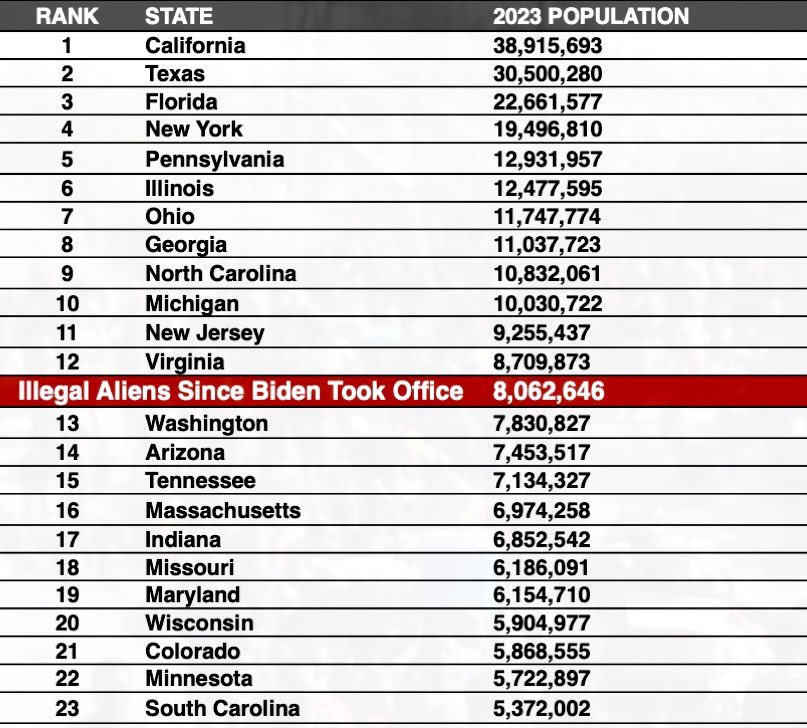 RANK STATE 2023 POPULATION
1 California 38,915,693
2 Texas 30,500,280
3 Florida 22,661,577
4 New York 19,496,810
5 Pennsylvania 12,931,957
6 Illinois 12,477,595
7 Ohio 11,747,774
8 Georgia 11,037,723
9 North Carolina 10,832,061
10 Michigan 10,030,722
11 New Jersey 9,255,437
12 Virginia 8,709,873
Illegal Aliens Since Biden Took Office 8,062,646
13 Washington 7,830,827
14 Arizona 7,453,517
15 Tennessee 7,134,327
16 Massachusetts 6,974,258
17 Indiana 6,852,542
18 Missouri 6,186,091
19 Maryland 6,154,710
20 Wisconsin 5,904,977
21 Colorado 5,868,555
22 Minnesota 5,722,897
23 South Carolina 5,372,002